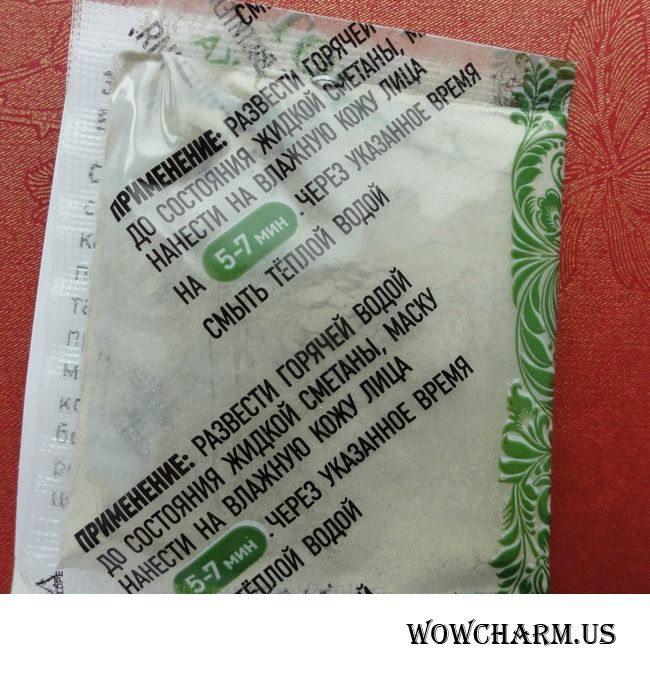 ПРИМЕНЕНИЕ: РАЗВЕСТИ ГОРЯЧЕЙ
ДО СОСТОЯНИЯ ЖИДКОЙ СМЕТАНЫ,
НАНЕСТИ НА ВЛАЖНУЮ КОЖУ ЛИЦА
НА 5-7 мин . ЧЕРЕЗ УКАЗАННОЕ ВРЕМЯ
СМЫТЬ ТЁПЛОЙ ВОДОЙ
ПРИМЕНЕНИЕ: РАЗВЕСТИ ГОРЯЧЕЙ ВОДОЙ
ДО СОСТОЯНИЯ ЖИДКОЙ СМЕТАНЫ, МАСКУ
НАНЕСТИ НА ВЛАЖНУЮ КОЖУ ЛИЦА
5-7 мин . ЧЕРЕЗ УКАЗАННОЕ ВРЕМЯ
ТЁПЛОЙ ВОДОЙ
WOWCHARM.US